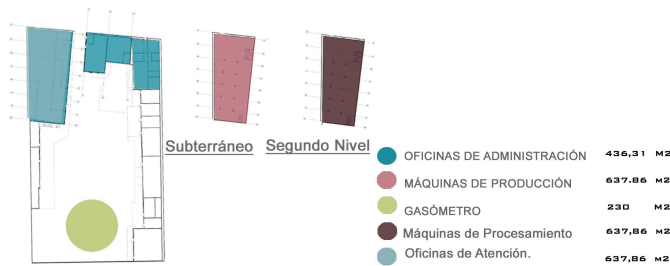 Subterráneo
Segundo Nivel
OFICINAS DE ADMINISTRACIÓN 436,31 M2
MÁQUINAS DE PRODUCCIÓN 637.86 M2
GASÓMETRO 230 M2
Máquinas de Procesamiento 637,86 M2
Oficinas de Atención. 637,86 M2